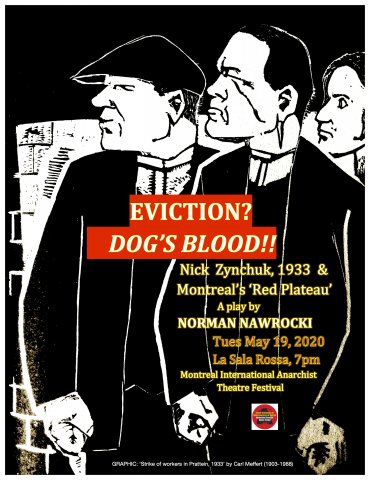 EVICTION?
DOG'S BLOOD!!
Nick Zynchuk, 1933 &
Montreal's 'Red Plateau'
A play by
NORMAN NAWROCKI
Tues May 19, 2020
La Sala Rossa, 7pm
Montreal International Anarchist
Theatre Festival
GRAPHIC: 'Strike of workers in Pratteln, 1933' by Carl Meffert (1903-1988)